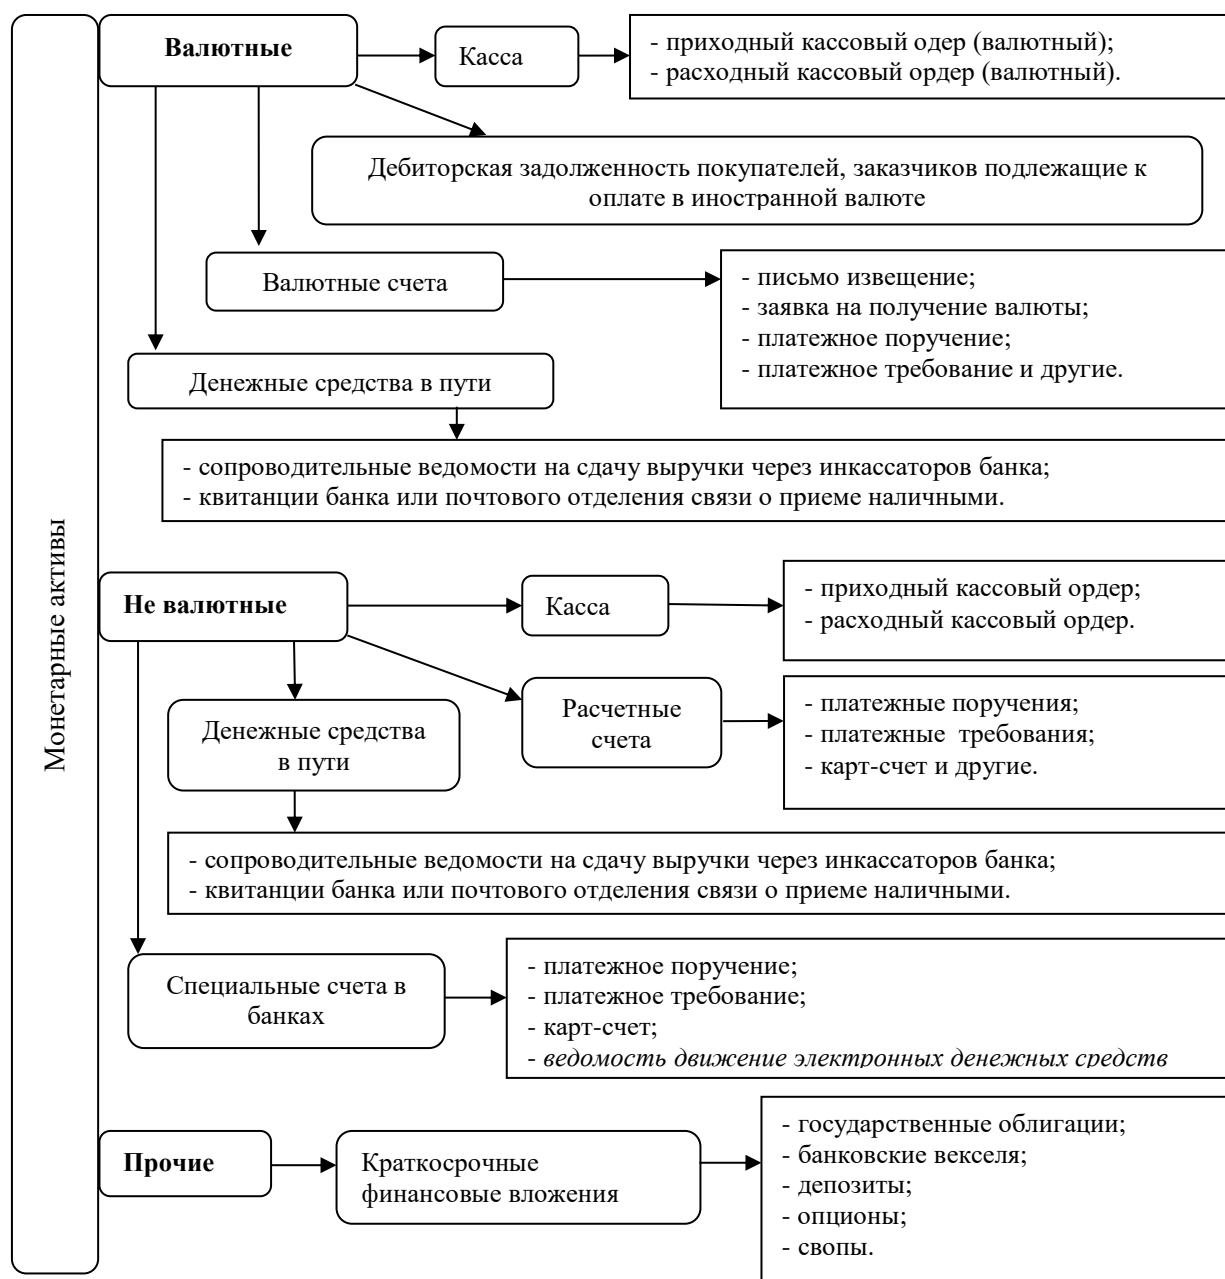 Монетарные активы
Валютные
Касса
- приходный кассовый одер (валютный);
- расходный кассовый ордер (валютный).
Дебиторская задолженность покупателей, заказчиков подлежащие к
оплате в иностранной валюте
Валютные счета
- письмо извещение;
- заявка на получение валюты;
- платежное поручение;
- платежное требование и другие.
Денежные средства в пути
- сопроводительные ведомости на сдачу выручки через инкассаторов банка;
- квитанции банка или почтового отделения связи о приеме наличными.
Не валютные
Касса
- приходный кассовый ордер;
- расходный кассовый ордер.
Расчетные
счета
- платежные поручения;
- платежные  требования;
- карт-счет и другие.
Денежные средства
в пути
- сопроводительные ведомости на сдачу выручки через инкассаторов банка;
- квитанции банка или почтового отделения связи о приеме наличными.
Специальные счета в
банках
- платежное поручение;
- платежное требование;
- карт-счет;
- ведомость движение электронных денежных средств
Прочие
Краткосрочные
финансовые вложения
- государственные облигации;
- банковские векселя;
- депозиты;
- опционы;
- свопы.